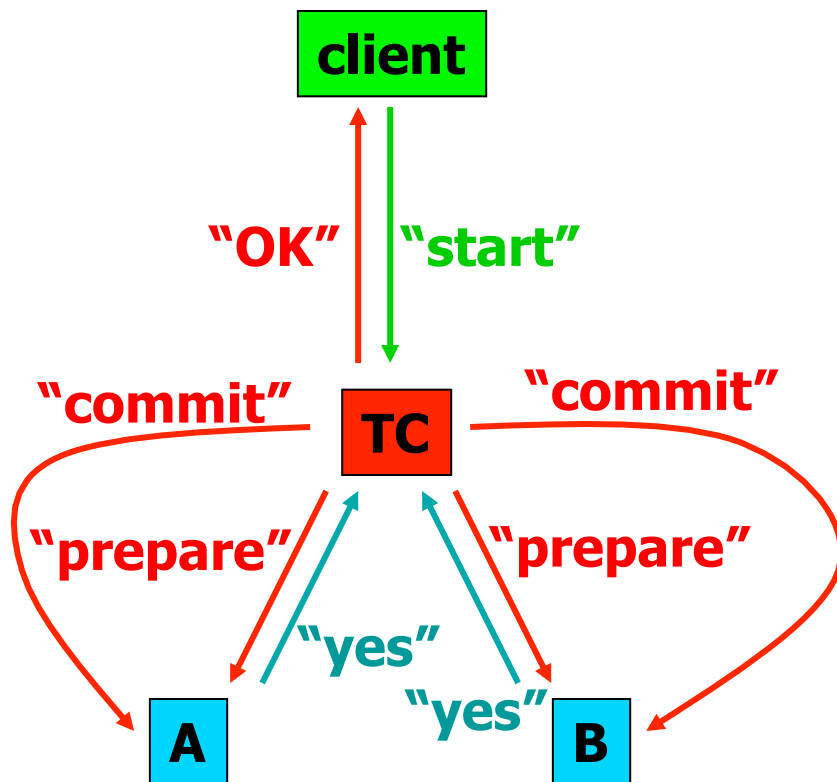 client
“OK”
“start”
“commit”
“commit”
TC
“prepare”
“prepare”
“yes”
“yes”
A
B